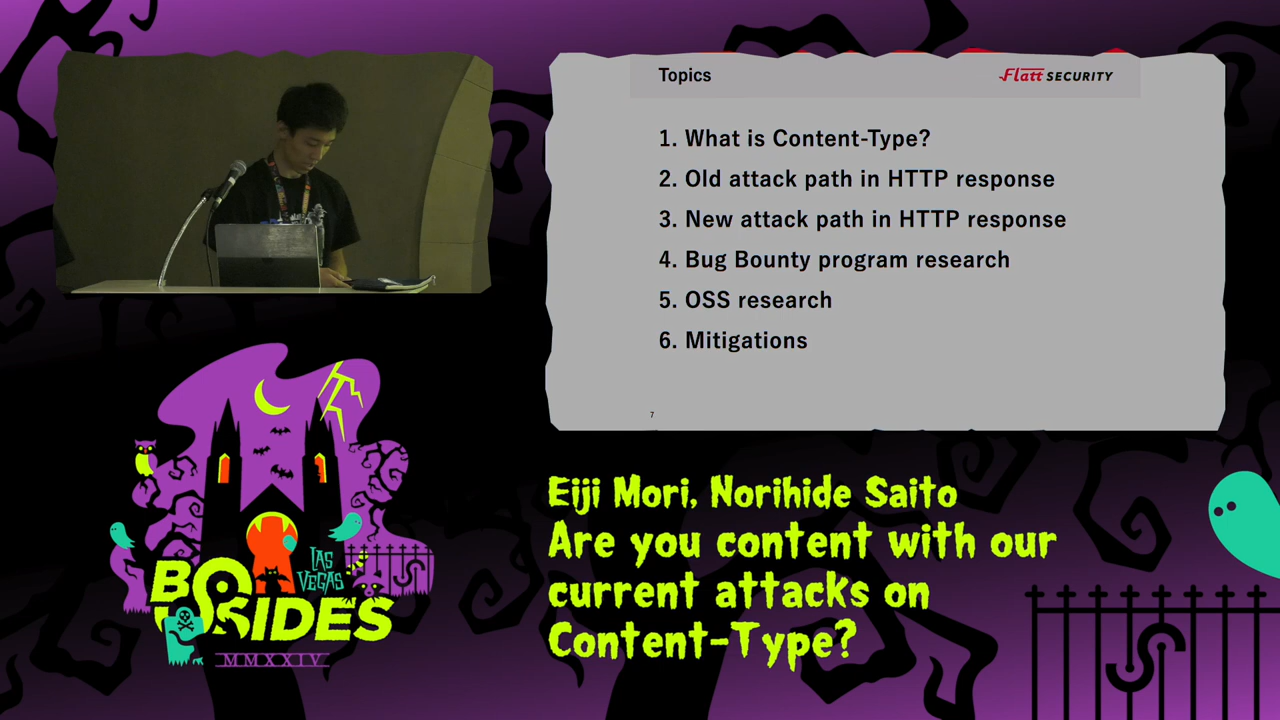 Topics
Flatt SECURITY
1. What is Content-Type?
2. Old attack path in HTTP response
3. New attack path in HTTP response
4. Bug Bounty program research
5. OSS research
6. Mitigations
7
Eiji Mori, Norihide Saito
Are you content with our
current attacks on
Content-Type?
LAS
VEGAS
BSIDES
MMXXIV